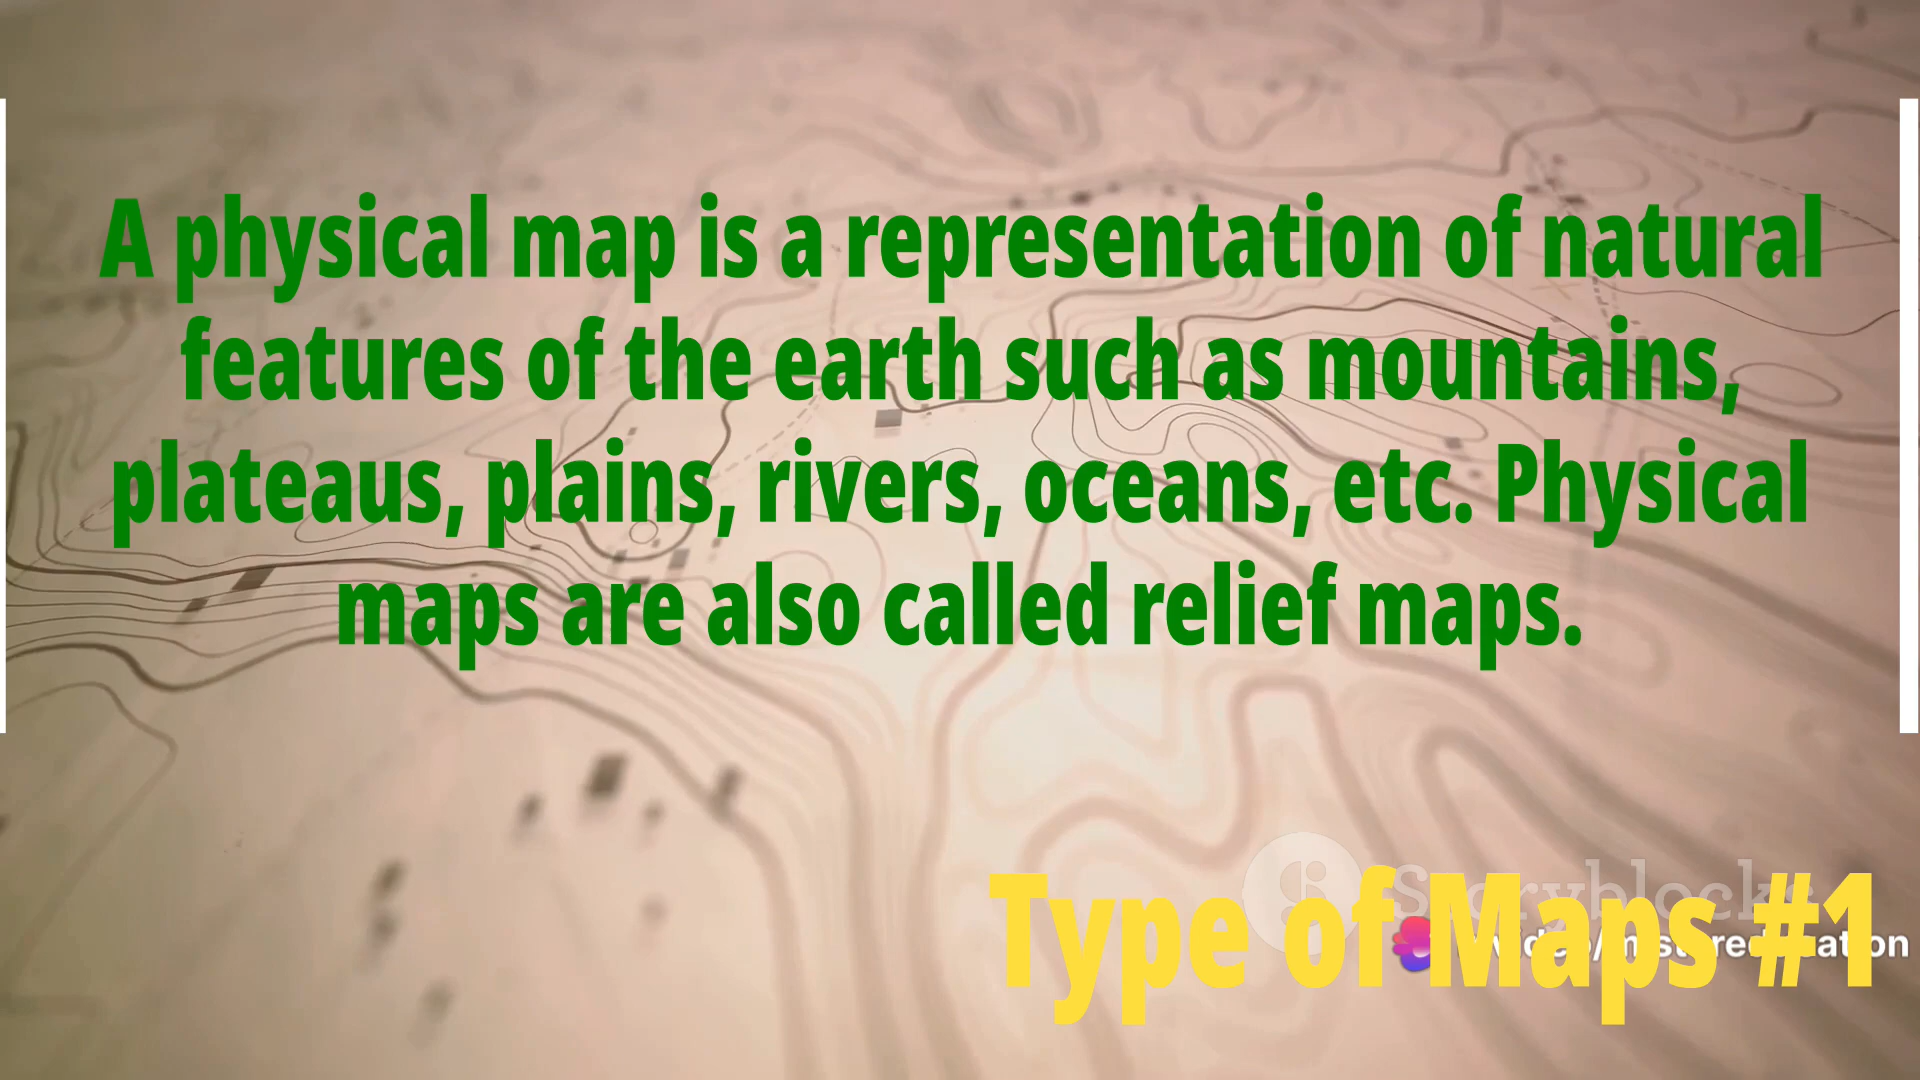 A physical map is a representation of natural
features of the earth such as mountains,
plateaus, plains, rivers, oceans, etc. Physical
maps are also called relief maps.
Storyblocks
Type of Maps #1